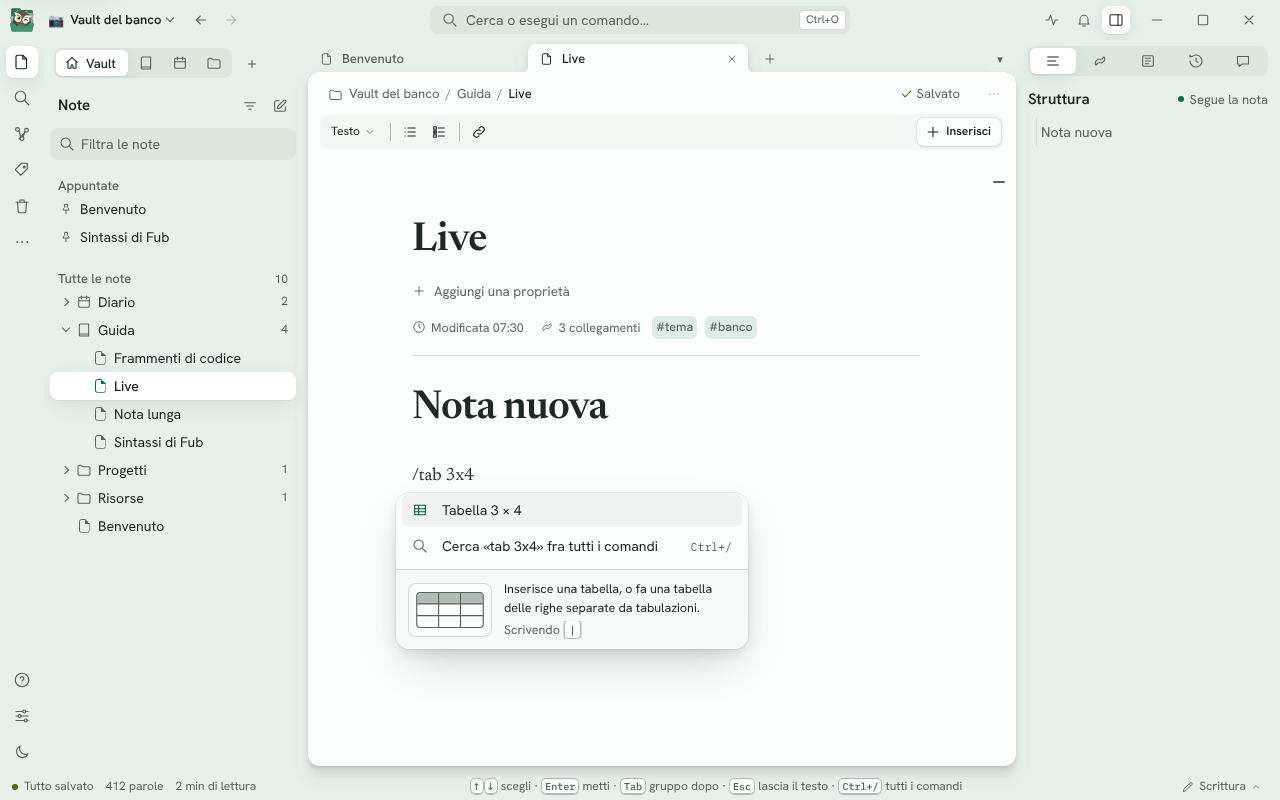 Vault del banco
Cerca o esegui un comando...
Ctrl+O
Vault
Note
Filtra le note
Appuntate
Benvenuto
Sintassi di Fub
Tutte le note 10
Diario 2
Guida 4
Frammenti di codice
Live
Nota lunga
Sintassi di Fub
Progetti 1
Risorse 1
Benvenuto
Benvenuto
Live
Vault del banco / Guida / Live
Salvato
Testo
Inserisci
Live
Aggiungi una proprietà
Modificata 07:30
3 collegamenti
#tema
#banco
Nota nuova
/tab 3x4
Tabella 3 × 4
Cerca «tab 3x4» fra tutti i comandi Ctrl+/
Inserisce una tabella, o fa una tabella
delle righe separate da tabulazioni.
Scrivendo |
Struttura
Segue la nota
Nota nuova
Tutto salvato 412 parole 2 min di lettura
↑ ↓ scegli · Enter metti · Tab gruppo dopo · Esc lascia il testo · Ctrl+/ tutti i comandi
Scrittura